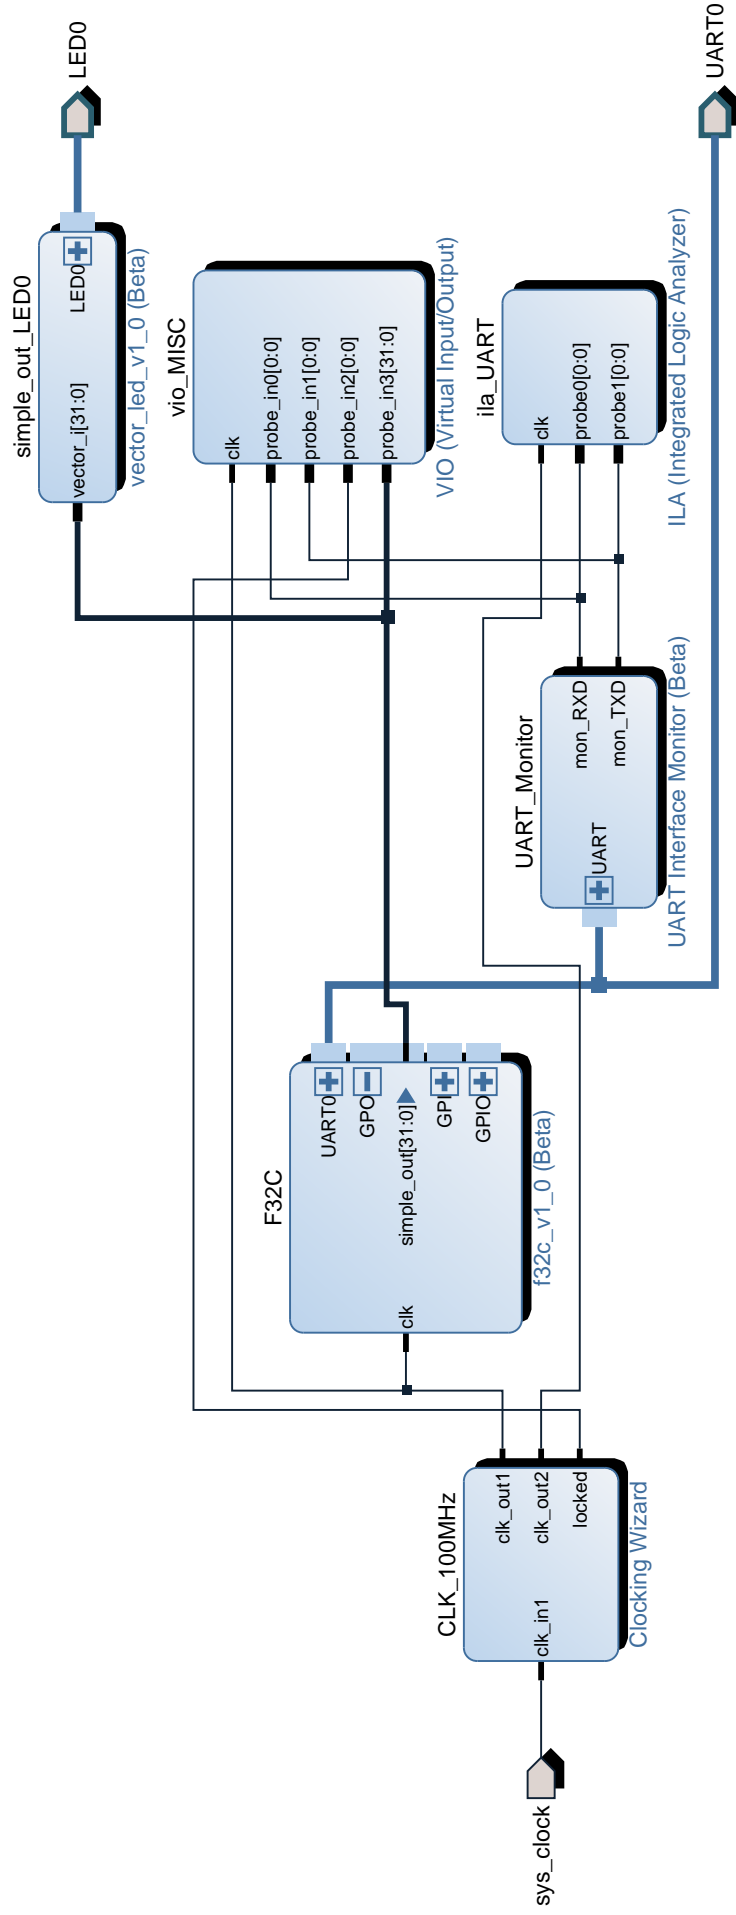 sys_clock
CLK_100MHz
clk_in1
clk_out1
clk_out2
locked
Clocking Wizard
F32C
clk
UART0
GPO
simple_out[31:0]
GPI
GPIO
f32c_v1_0 (Beta)
UART_Monitor
UART
mon_RXD
mon_TXD
UART Interface Monitor (Beta)
simple_out_LED0
vector_i[31:0]
LED0
vector_led_v1_0 (Beta)
vio_MISC
clk
probe_in0[0:0]
probe_in1[0:0]
probe_in2[0:0]
probe_in3[31:0]
VIO (Virtual Input/Output)
ila_UART
clk
probe0[0:0]
probe1[0:0]
ILA (Integrated Logic Analyzer)
LED0
UART0